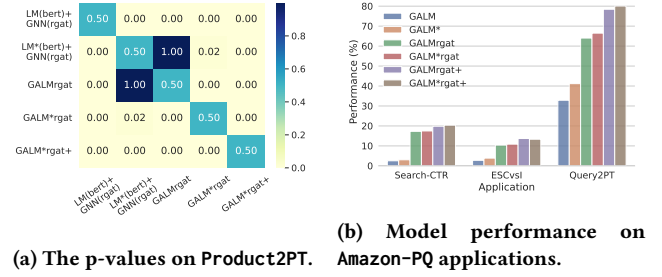 LM(bert)+
GNN(rgat)
0.50 0.00 0.00 0.00 0.00
LM*(bert)+
GNN(rgat)
0.00 0.50 1.00 0.02 0.00
GALMrgat
0.00 1.00 0.50 0.00 0.00
GALM*rgat
0.00 0.02 0.00 0.50 0.00
GALM*rgat+
0.00 0.00 0.00 0.00 0.50
LM(bert)+
GNN(rgat)
LM*(bert)+
GNN(rgat)
GALMrgat
GALM*rgat
GALM*rgat+
0.8
0.6
0.4
0.2
0.0
(a) The p-values on Product2PT.
Performance (%)
80
70
60
50
40
30
20
10
0
GALM
GALM*
GALMrgat
GALM*rgat
GALMrgat+
GALM*rgat+
Search-CTR ESCvsI Query2PT
Application
(b) Model performance on
Amazon-PQ applications.